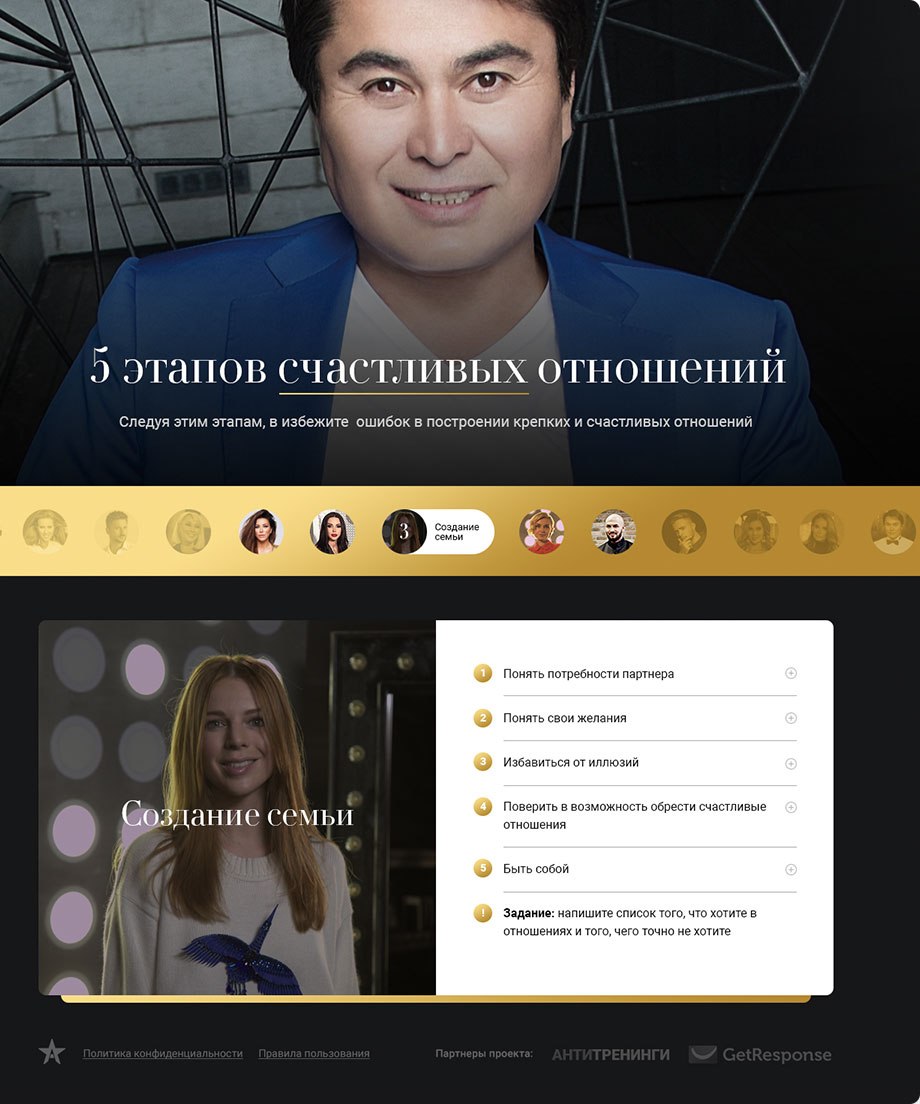 5 этапов счастливых отношений
Следуя этим этапам, в избежите ошибок в построении крепких и счастливых отношений
3
Создание
семьи
Создание семьи
1 Понять потребности партнера
2 Понять свои желания
3 Избавиться от иллюзий
4 Поверить в возможность обрести счастливые
отношения
5 Быть собой
! Задание: напишите список того, что хотите в
отношениях и того, чего точно не хотите
Политика конфиденциальности Правила пользования Партнеры проекта: АНТИТРЕНИНГИ GetResponse